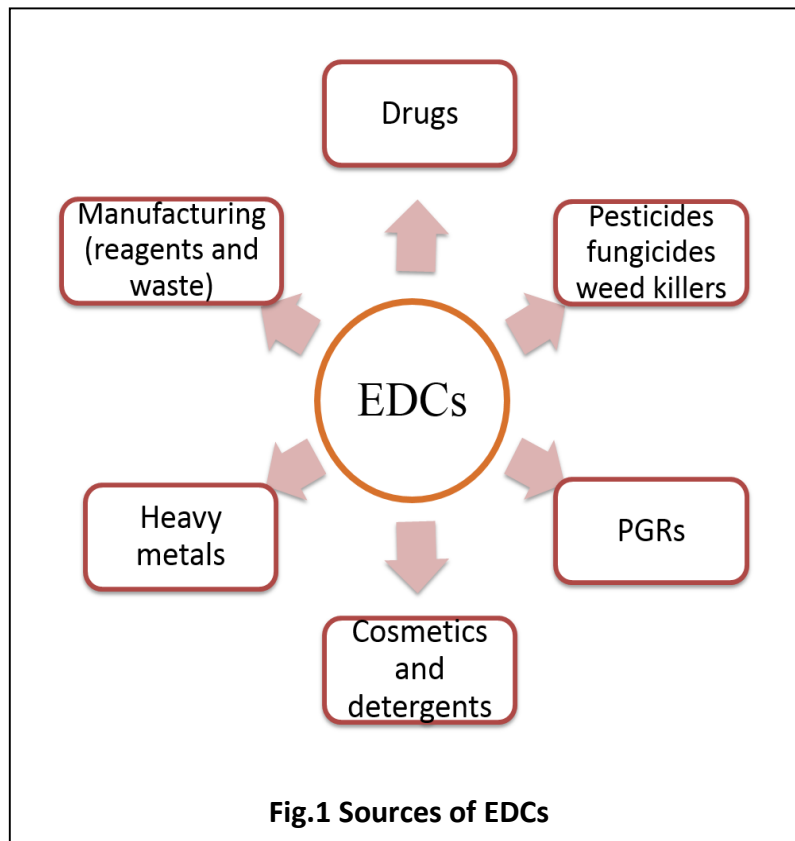 Drugs
Manufacturing
(reagents and
waste)
Pesticides
fungicides
weed killers
EDCs
Heavy
metals
PGRs
Cosmetics
and
detergents
Fig.1 Sources of EDCs